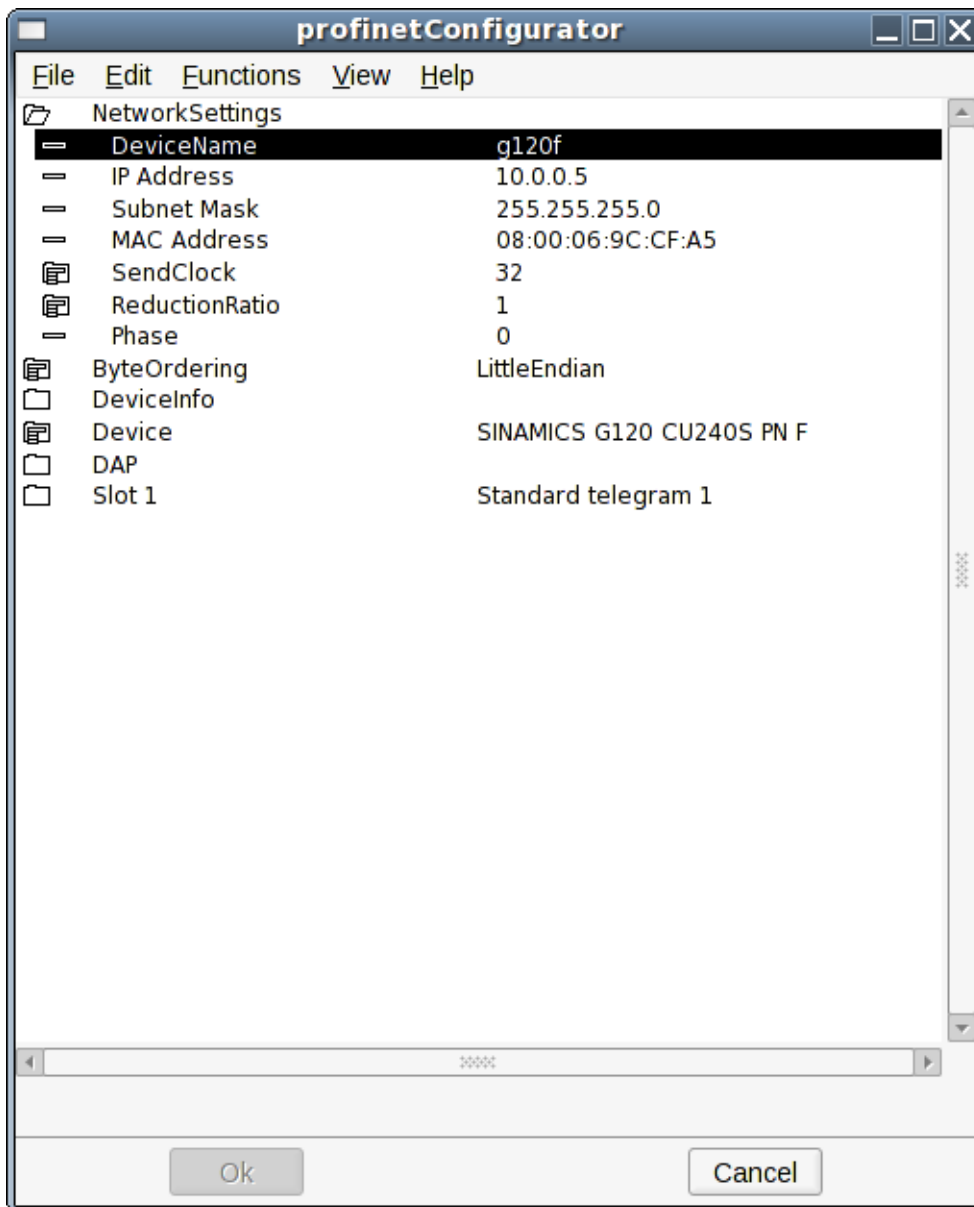 profinetConfigurator
File Edit Functions View Help
NetworkSettings
DeviceName g120f
IP Address 10.0.0.5
Subnet Mask 255.255.255.0
MAC Address 08:00:06:9C:CF:A5
SendClock 32
ReductionRatio 1
Phase 0
ByteOrdering LittleEndian
DeviceInfo
Device SINAMICS G120 CU240S PN F
DAP
Slot 1 Standard telegram 1
Ok Cancel